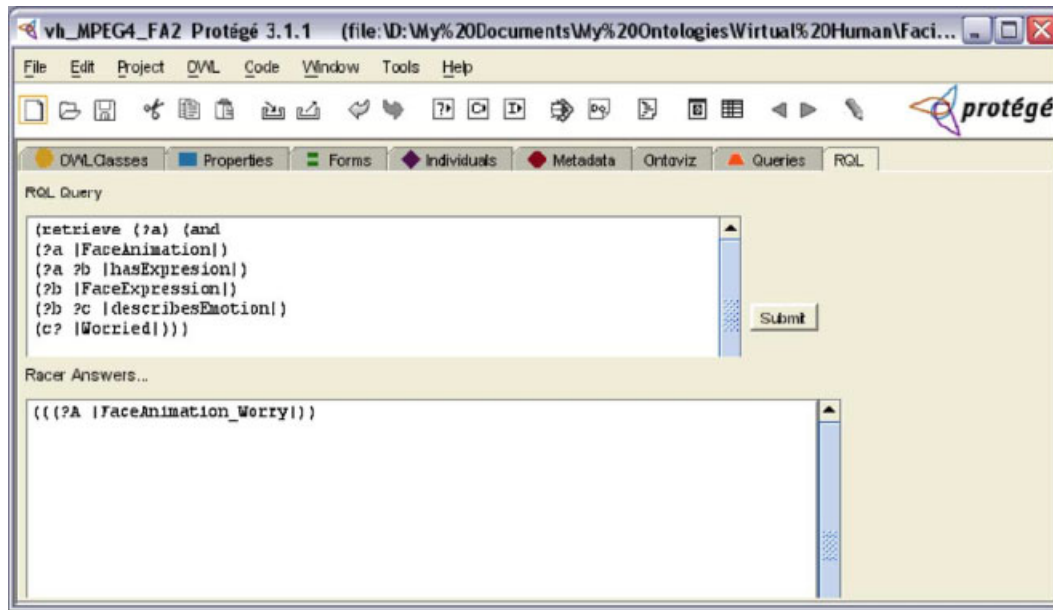 vh_MPEG4_FA2 Protégé 3.1.1 (file:\D:\My%20Documents\My%20Ontologies\Virtual%20Human\Faci...
File Edit Project OWL Code Window Tools Help
protégé
OWLClasses Properties Forms Individuals Metadata Ontoviz Queries RQL
RQL Query
(retrieve (?a) (and
(?a |FaceAnimation|)
(?a ?b |hasExpresion|)
(?b |FaceExpression|)
(?b ?c |describesEmotion|)
(c? |Worried|)))
Submit
Racer Answers...
(((?A |FaceAnimation_Worry|))